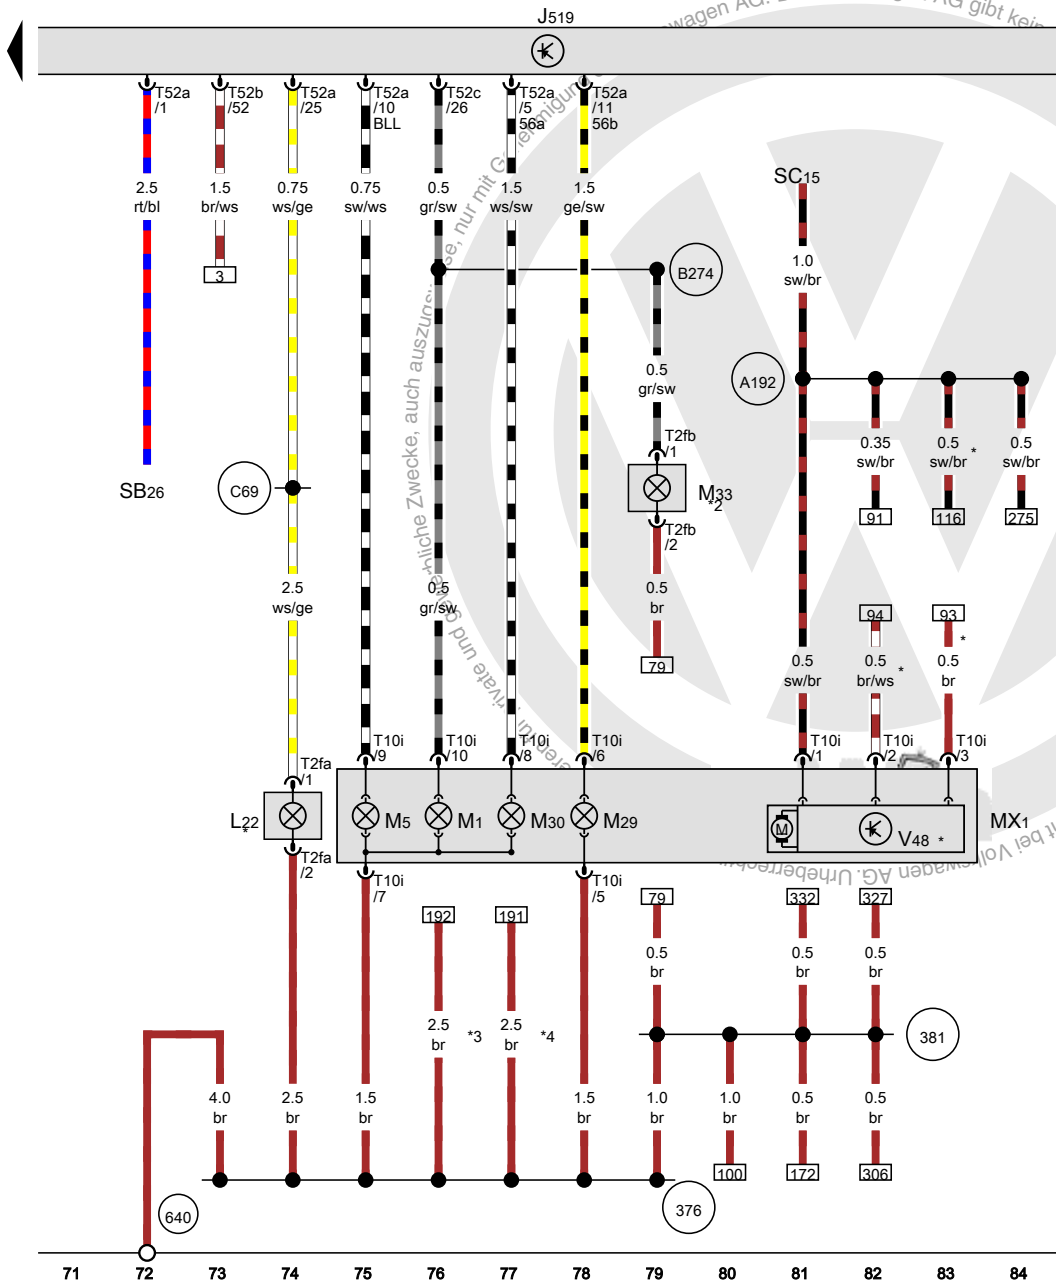 J519
T52a
/1
T52b
/52
T52a
/25
T52a
/10
BLL
T52c
/26
T52a
/5
56a
T52a
/11
56b
2.5
rt/bl
1.5
br/ws
0.75
ws/ge
0.75
sw/ws
0.5
gr/sw
1.5
ws/sw
1.5
ge/sw
SC15
3
B274
1.0
sw/br
0.5
gr/sw
A192
T2fb
/1
0.35
sw/br
0.5
sw/br *
0.5
sw/br
SB26
C69
M33
*2
91
116
275
T2fb
/2
2.5
ws/ge
0.5
gr/sw
0.5
br
94
93
*
79
0.5
sw/br
0.5
br/ws *
0.5
br
T2fa
/1
T10i
/9
T10i
/10
T10i
/8
T10i
/6
T10i
/1
T10i
/2
T10i
/3
L22
*
M5
M1
M30
M29
M
V48 *
MX1
T2fa
/2
T10i
/7
T10i
/5
192
191
79
332
327
0.5
br
0.5
br
0.5
br
2.5
br
*3
2.5
br
*4
381
4.0
br
2.5
br
1.5
br
1.5
br
1.0
br
1.0
br
0.5
br
0.5
br
100
172
306
640
376
71 72 73 74 75 76 77 78 79 80 81 82 83 84